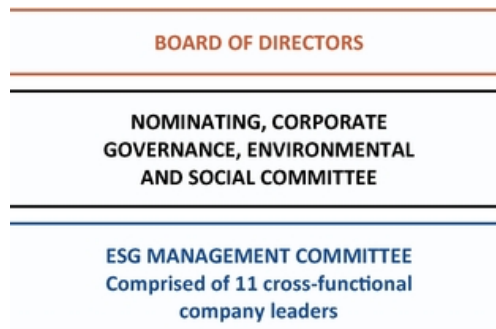 BOARD OF DIRECTORS
NOMINATING, CORPORATE
GOVERNANCE, ENVIRONMENTAL
AND SOCIAL COMMITTEE
ESG MANAGEMENT COMMITTEE
Comprised of 11 cross-functional
company leaders